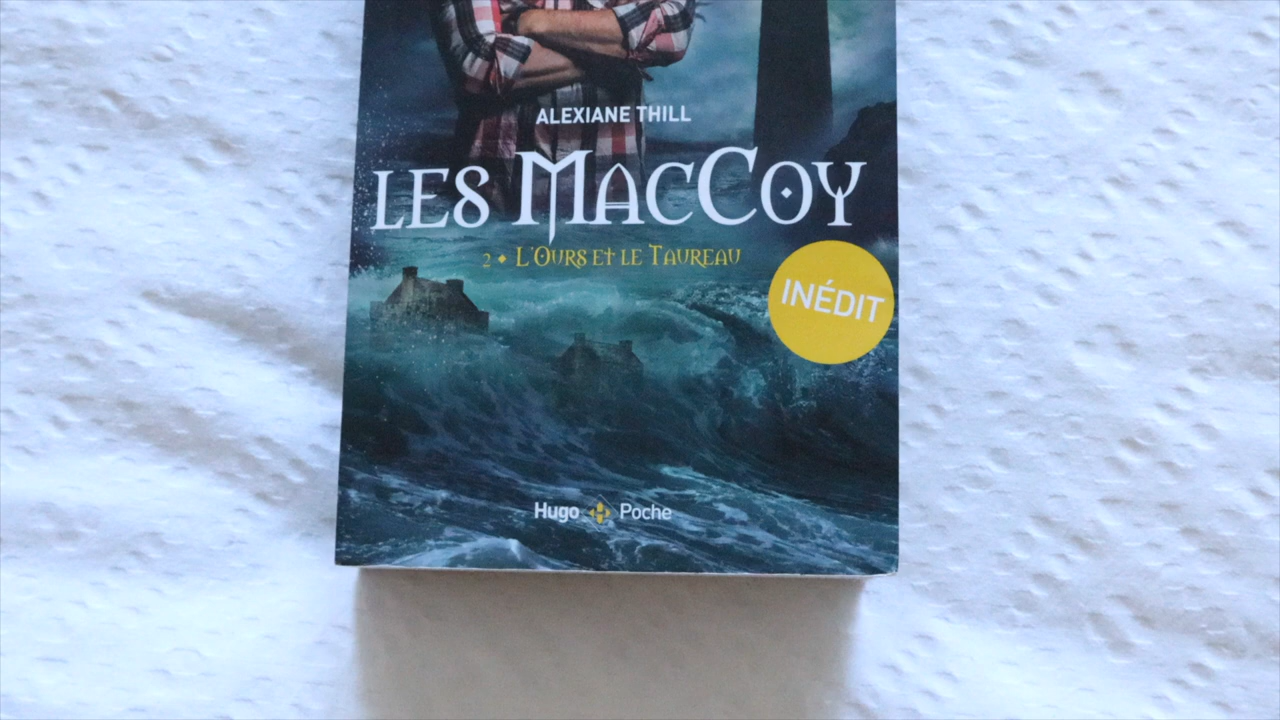 ALEXIANE THILL
LES MACCOY
2 ◆ L'OURS ET LE TAUREAU
INÉDIT
Hugo Poche